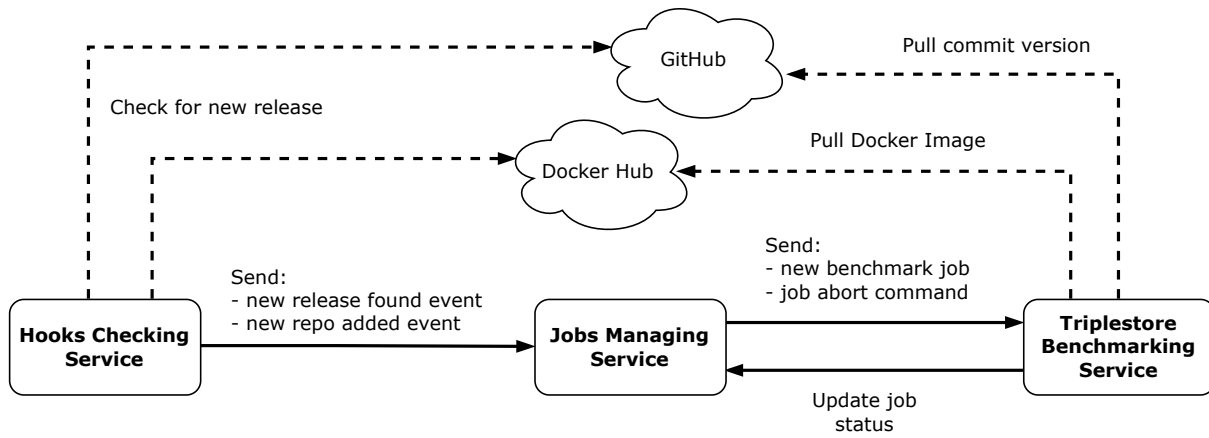 GitHub
Pull commit version
Check for new release
Docker Hub
Pull Docker Image
Send:
- new release found event
- new repo added event
Send:
- new benchmark job
- job abort command
Hooks Checking
Service
Jobs Managing
Service
Triplestore
Benchmarking
Service
Update job
status